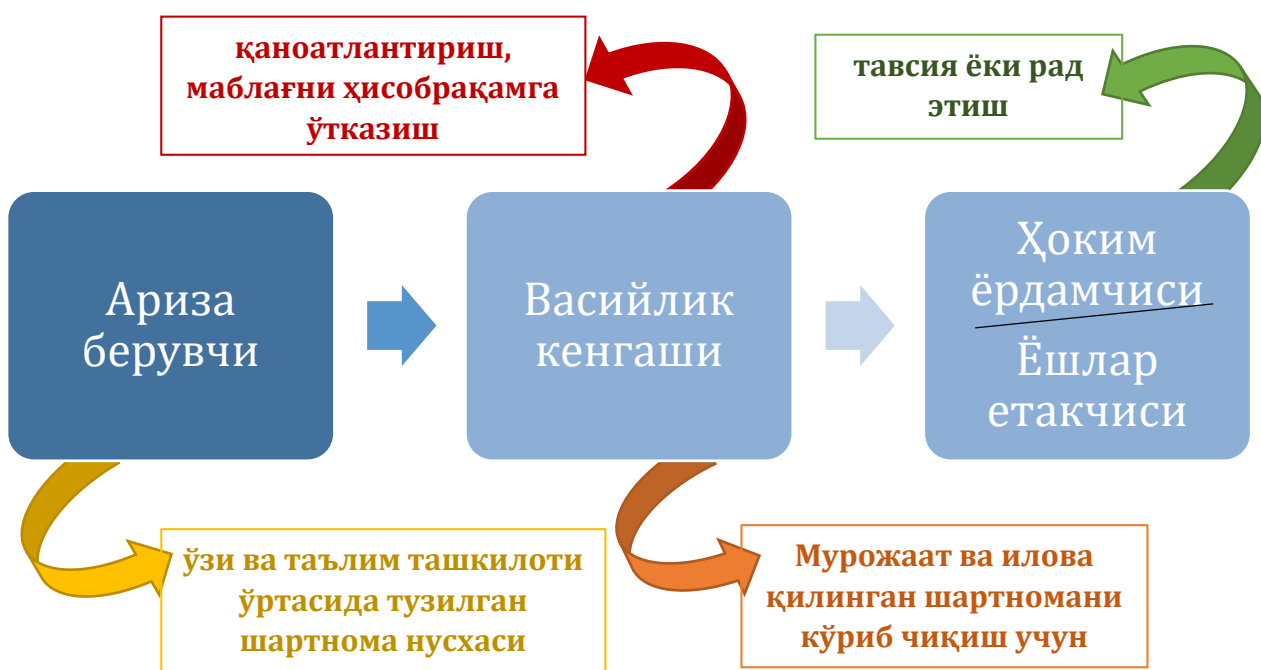 қаноатлантириш,
маблағни ҳисобрақамга
ўтказиш
тавсия ёки рад
этиш
Ариза
берувчи
Васийлик
кенгаши
Ҳоким
ёрдамчиси
Ёшлар
етакчиси
ўзи ва таълим ташкилоти
ўртасида тузилган
шартнома нусхаси
Мурожаат ва илова
қилинган шартномани
кўриб чиқиш учун